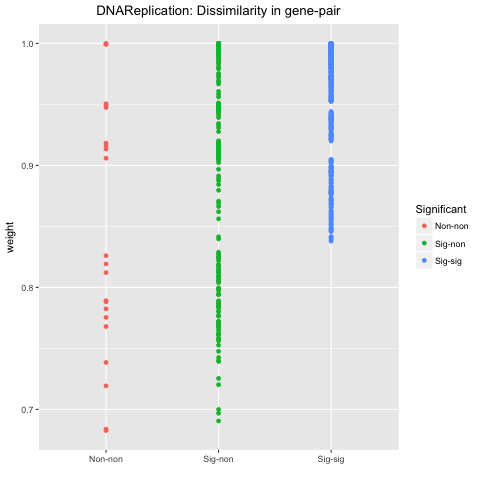 DNAReplication: Dissimilarity in gene-pair
1.0
0.9
0.8
0.7
weight
Non-non
Sig-non
Sig-sig
Significant
Non-non
Sig-non
Sig-sig